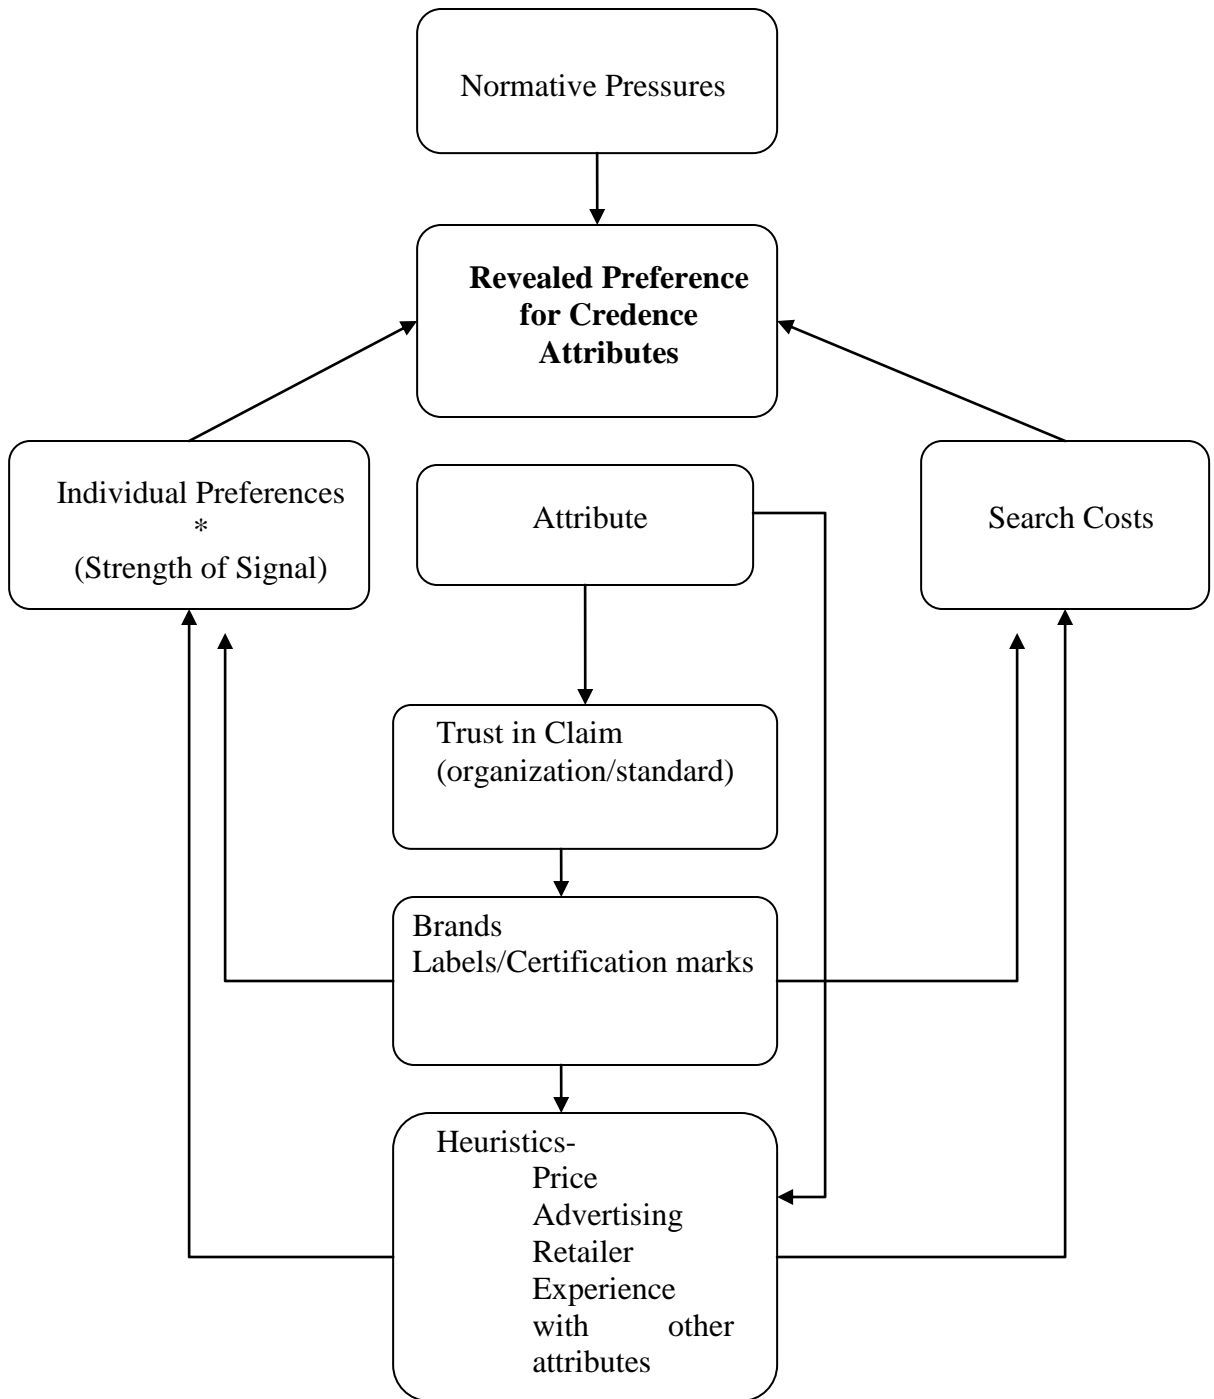 Normative Pressures
Revealed Preference
for Credence
Attributes
Individual Preferences
*
(Strength of Signal)
Attribute
Search Costs
Trust in Claim
(organization/standard)
Brands
Labels/Certification marks
Heuristics-
Price
Advertising
Retailer
Experience
with other
attributes